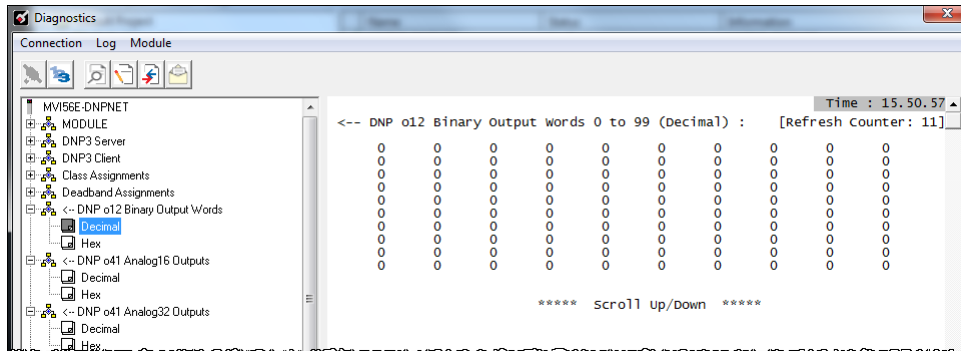 Diagnostics
Connection Log Module
MVI56E-DNPNET
MODULE
DNP3 Server
DNP3 Client
Class Assignments
Deadband Assignments
<-- DNP o12 Binary Output Words
Decimal
Hex
<-- DNP o41 Analog16 Outputs
Decimal
Hex
<-- DNP o41 Analog32 Outputs
Decimal
Hex
Time : 15.50.57
<-- DNP o12 Binary Output Words 0 to 99 (Decimal) : [Refresh Counter: 11]
0 0 0 0 0 0 0 0 0 0
0 0 0 0 0 0 0 0 0 0
0 0 0 0 0 0 0 0 0 0
0 0 0 0 0 0 0 0 0 0
0 0 0 0 0 0 0 0 0 0
0 0 0 0 0 0 0 0 0 0
0 0 0 0 0 0 0 0 0 0
0 0 0 0 0 0 0 0 0 0
0 0 0 0 0 0 0 0 0 0
0 0 0 0 0 0 0 0 0 0
***** Scroll Up/Down *****